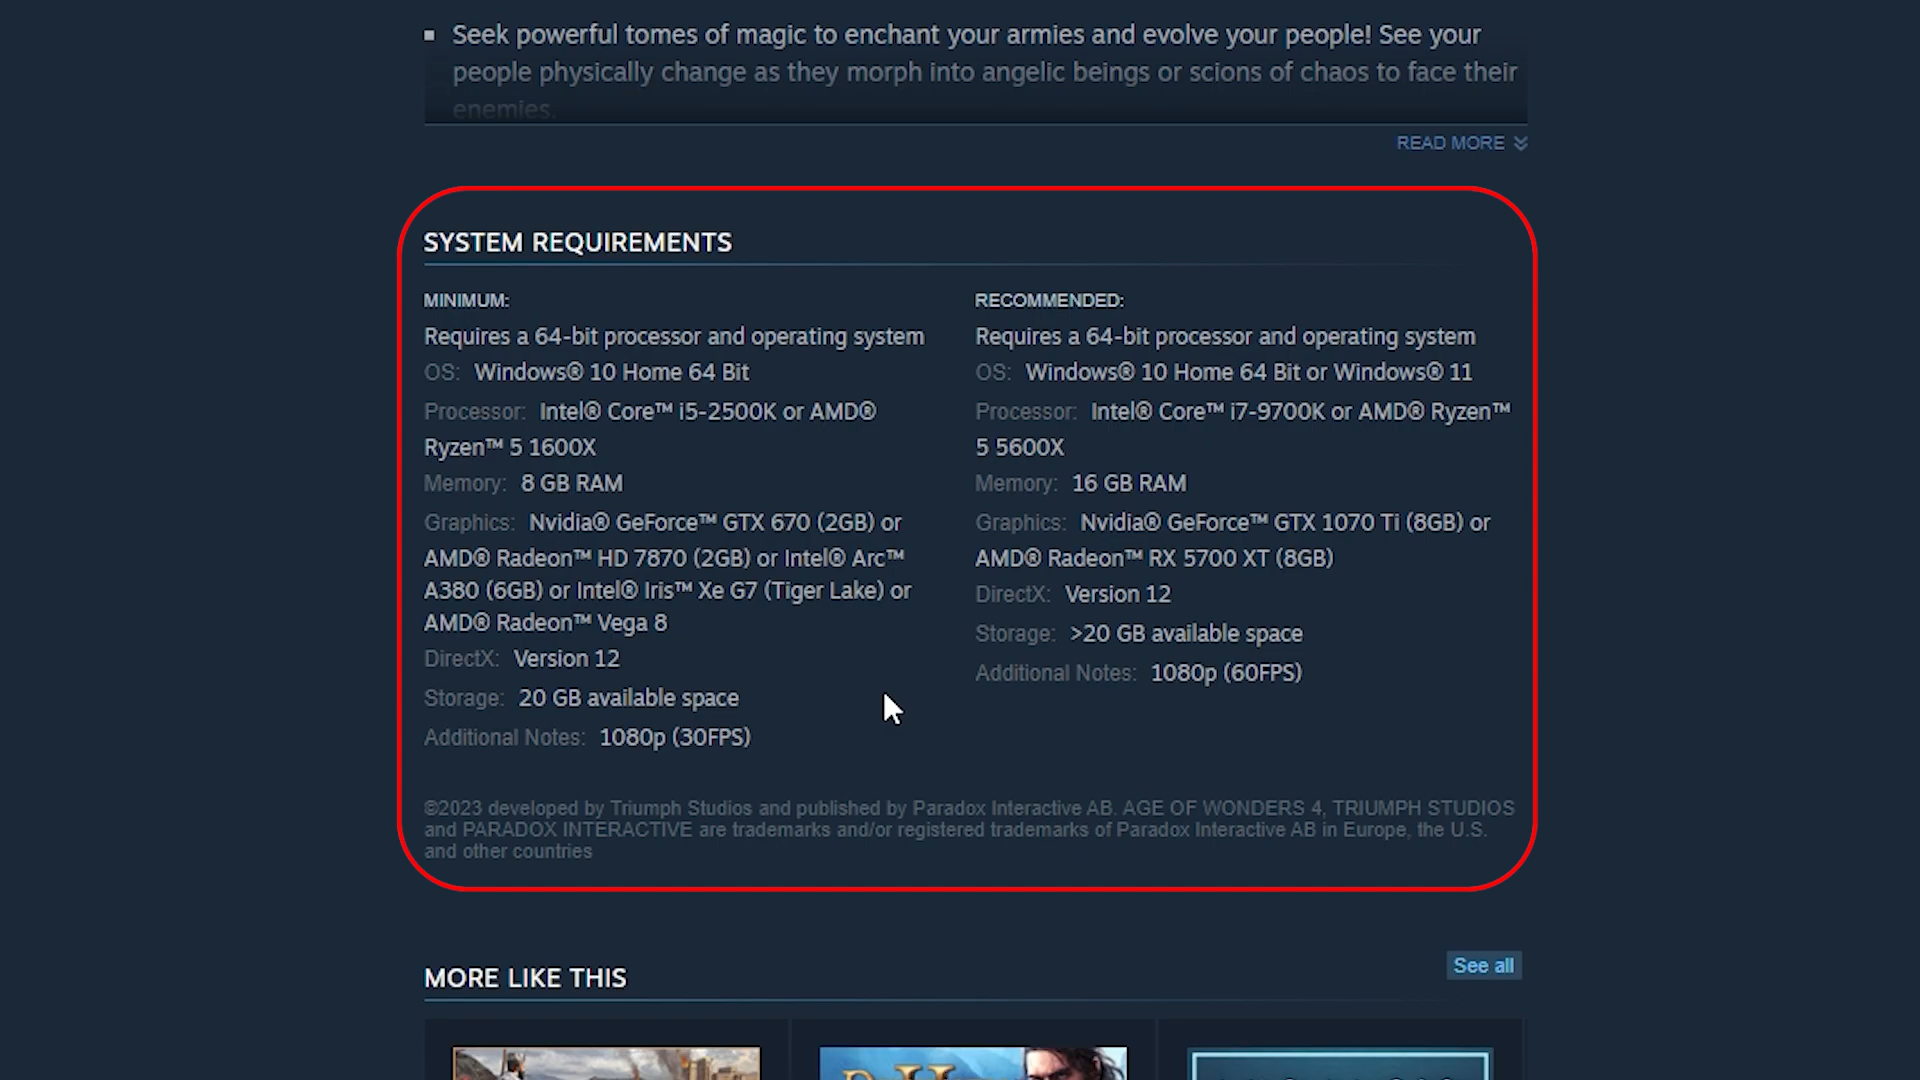 Seek powerful tomes of magic to enchant your armies and evolve your people! See your
people physically change as they morph into angelic beings or scions of chaos to face their
enemies.
READ MORE
SYSTEM REQUIREMENTS
MINIMUM:
Requires a 64-bit processor and operating system
OS: Windows® 10 Home 64 Bit
Processor: Intel® Core™ i5-2500K or AMD®
Ryzen™ 5 1600X
Memory: 8 GB RAM
Graphics: Nvidia® GeForce™ GTX 670 (2GB) or
AMD® Radeon™ HD 7870 (2GB) or Intel® Arc™
A380 (6GB) or Intel® Iris™ Xe G7 (Tiger Lake) or
AMD® Radeon™ Vega 8
DirectX: Version 12
Storage: 20 GB available space
Additional Notes: 1080p (30FPS)
RECOMMENDED:
Requires a 64-bit processor and operating system
OS: Windows® 10 Home 64 Bit or Windows® 11
Processor: Intel® Core™ i7-9700K or AMD® Ryzen™
5 5600X
Memory: 16 GB RAM
Graphics: Nvidia® GeForce™ GTX 1070 Ti (8GB) or
AMD® Radeon™ RX 5700 XT (8GB)
DirectX: Version 12
Storage: >20 GB available space
Additional Notes: 1080p (60FPS)
©2023 developed by Triumph Studios and published by Paradox Interactive AB. AGE OF WONDERS 4, TRIUMPH STUDIOS
and PARADOX INTERACTIVE are trademarks and/or registered trademarks of Paradox Interactive AB in Europe, the U.S.
and other countries
MORE LIKE THIS
See all